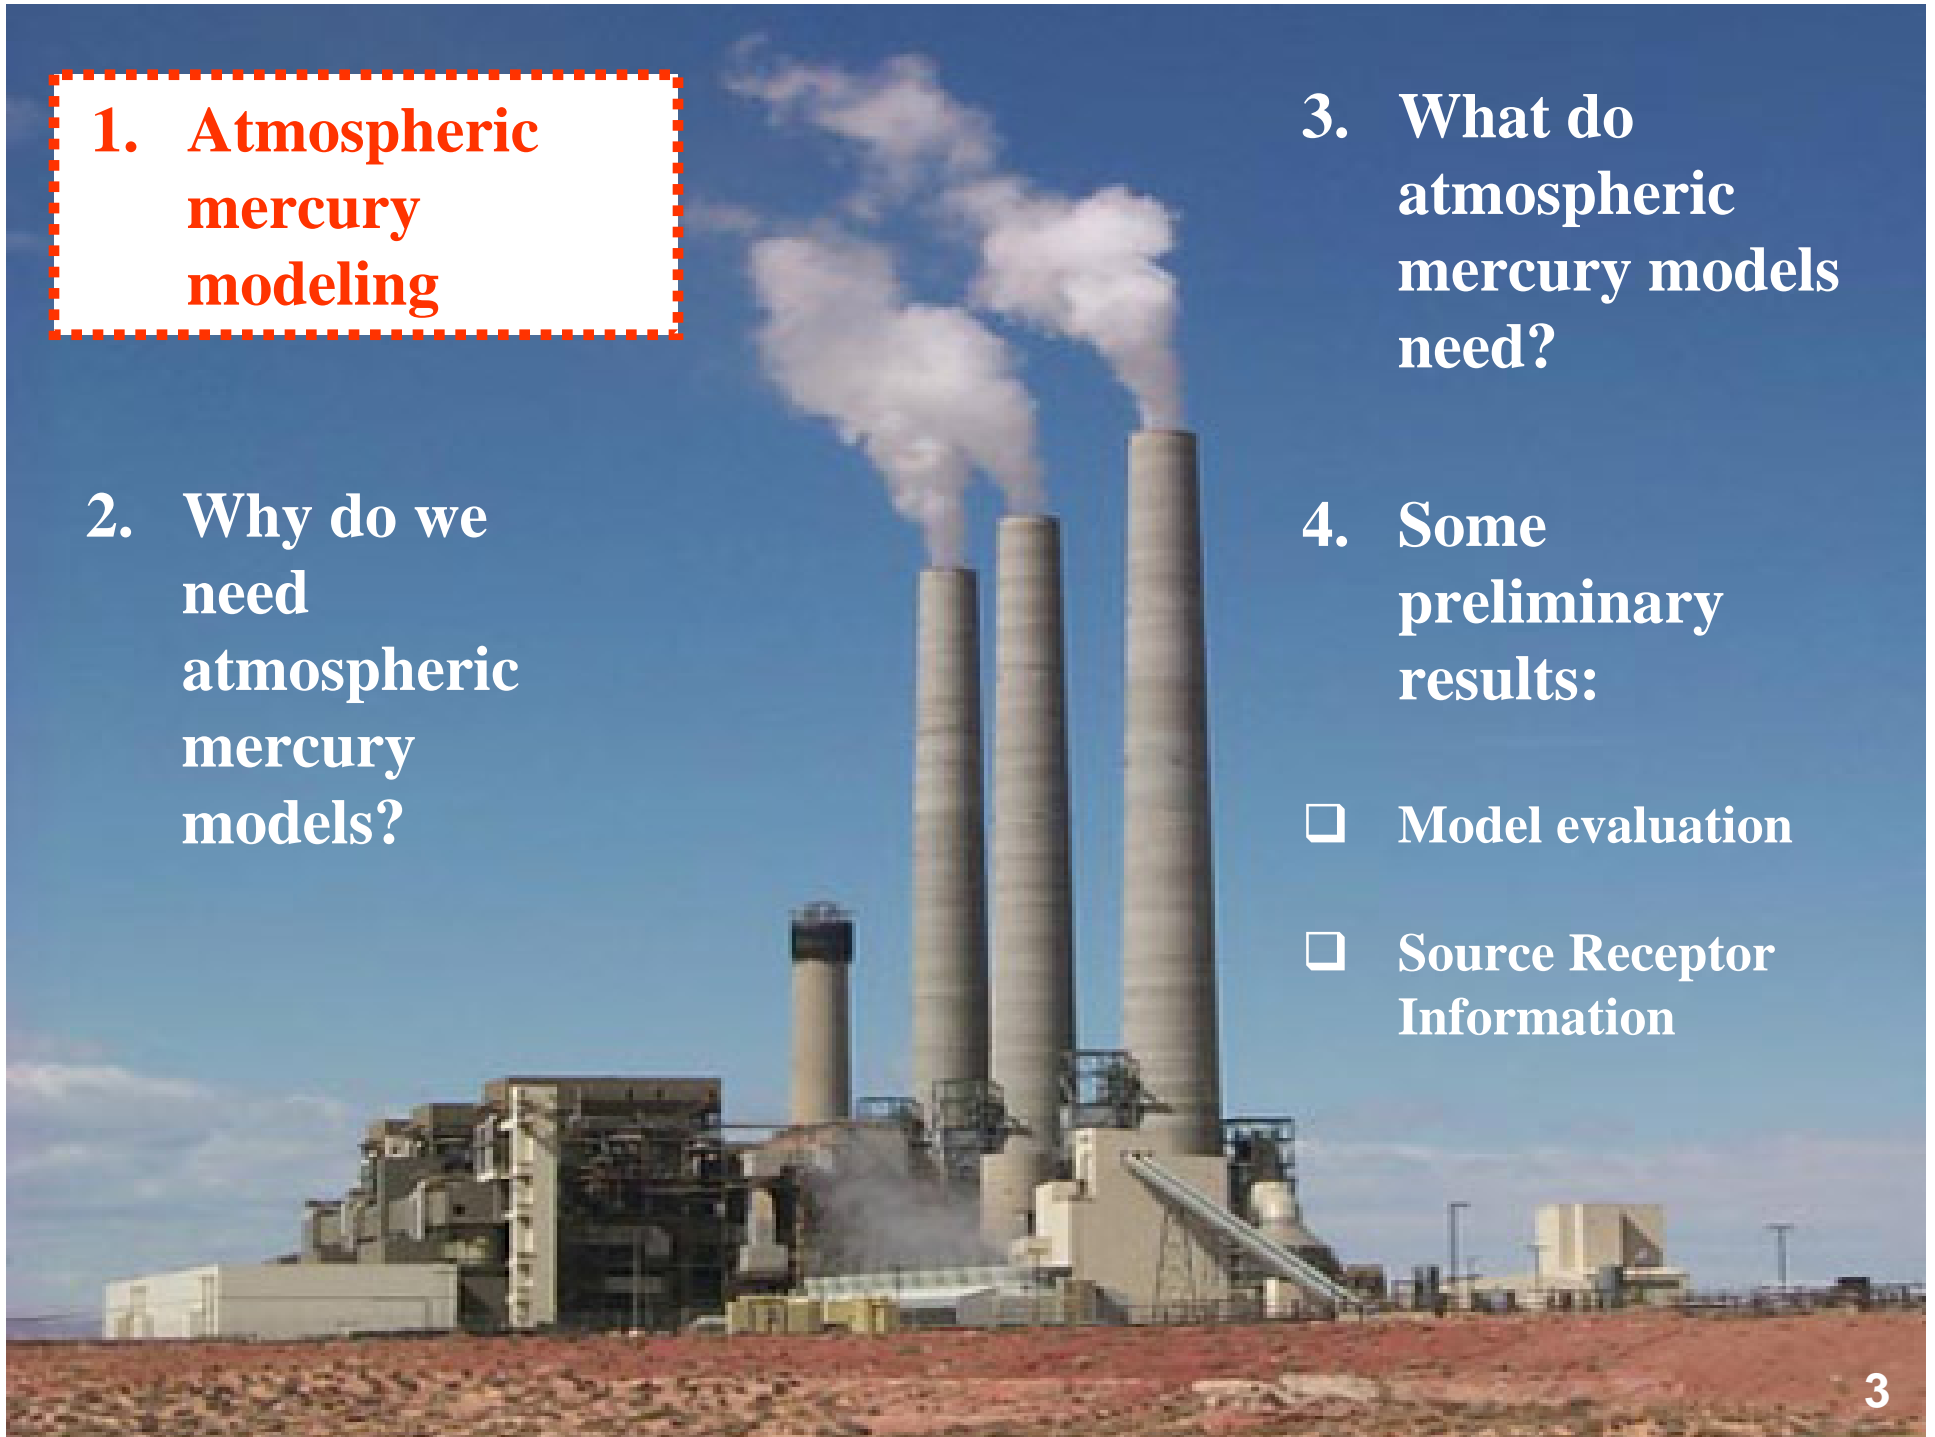 1. Atmospheric
mercury
modeling
2. Why do we
need
atmospheric
mercury
models?
3. What do
atmospheric
mercury models
need?
4. Some
preliminary
results:
❑ Model evaluation
❑ Source Receptor
Information
3